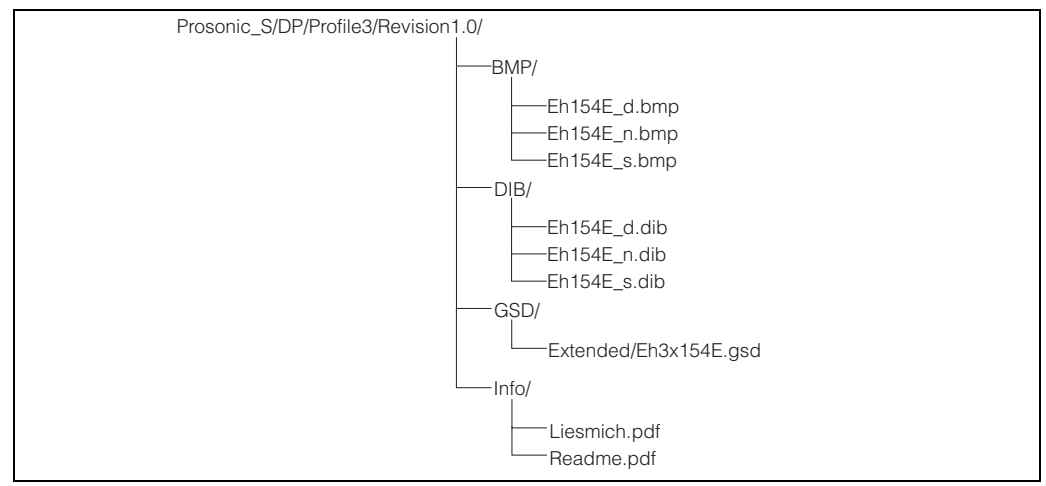 Prosonic_S/DP/Profile3/Revision1.0/
BMP/
Eh154E_d.bmp
Eh154E_n.bmp
Eh154E_s.bmp
DIB/
Eh154E_d.dib
Eh154E_n.dib
Eh154E_s.dib
GSD/
Extended/Eh3x154E.gsd
Info/
Liesmich.pdf
Readme.pdf